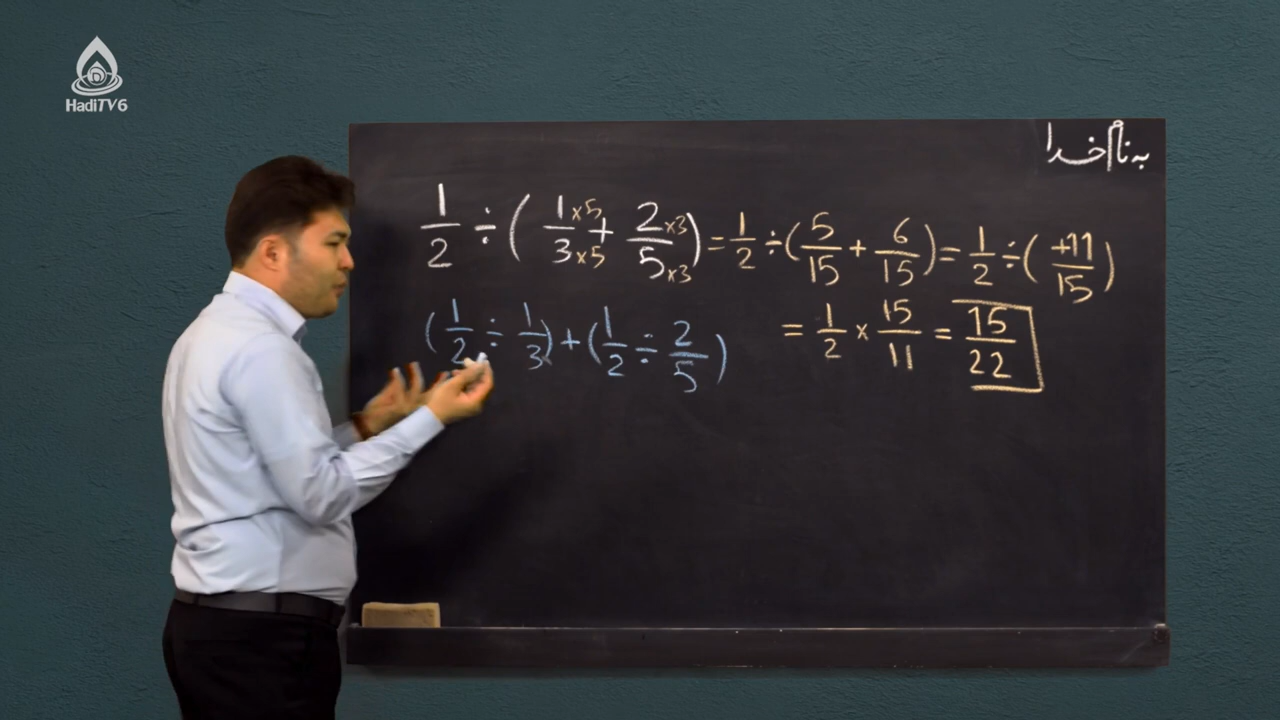 HadiTV6
به نام خدا
1/2 ÷ ( 1×5/3×5 + 2×3/5×3 ) = 1/2 ÷ ( 5/15 + 6/15 ) = 1/2 ÷ ( +11/15 )
( 1/2 ÷ 1/3 ) + ( 1/2 ÷ 2/5 )
= 1/2 × 15/11 = 15/22